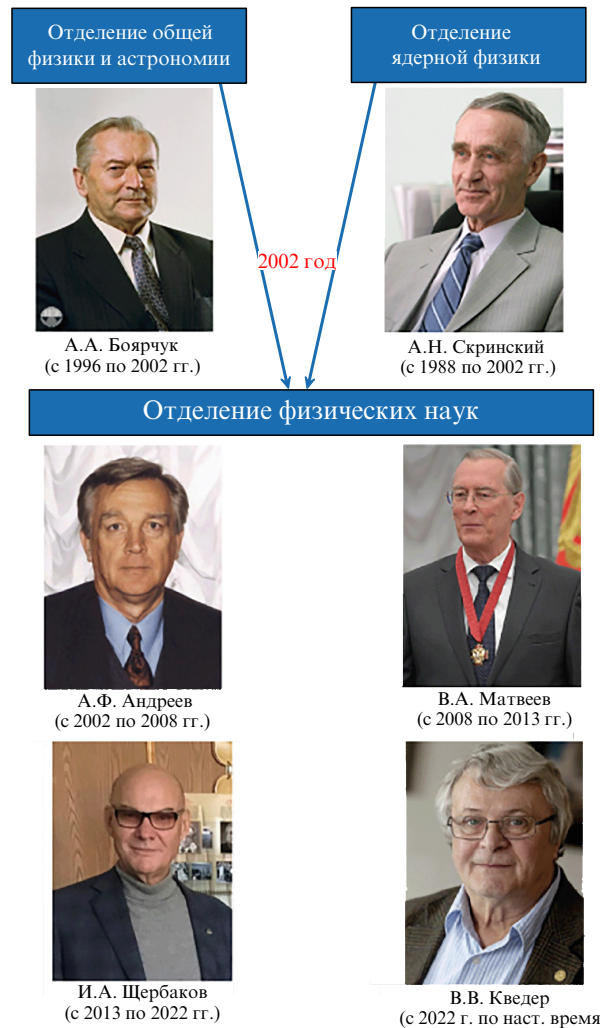 Отделение общей
физики и астрономии
Отделение
ядерной физики
2002 год
А.А. Боярчук
(с 1996 по 2002 гг.)
А.Н. Скринский
(с 1988 по 2002 гг.)
Отделение физических наук
А.Ф. Андреев
(с 2002 по 2008 гг.)
В.А. Матвеев
(с 2008 по 2013 гг.)
И.А. Щербаков
(с 2013 по 2022 гг.)
В.В. Кведер
(с 2022 г. по наст. время